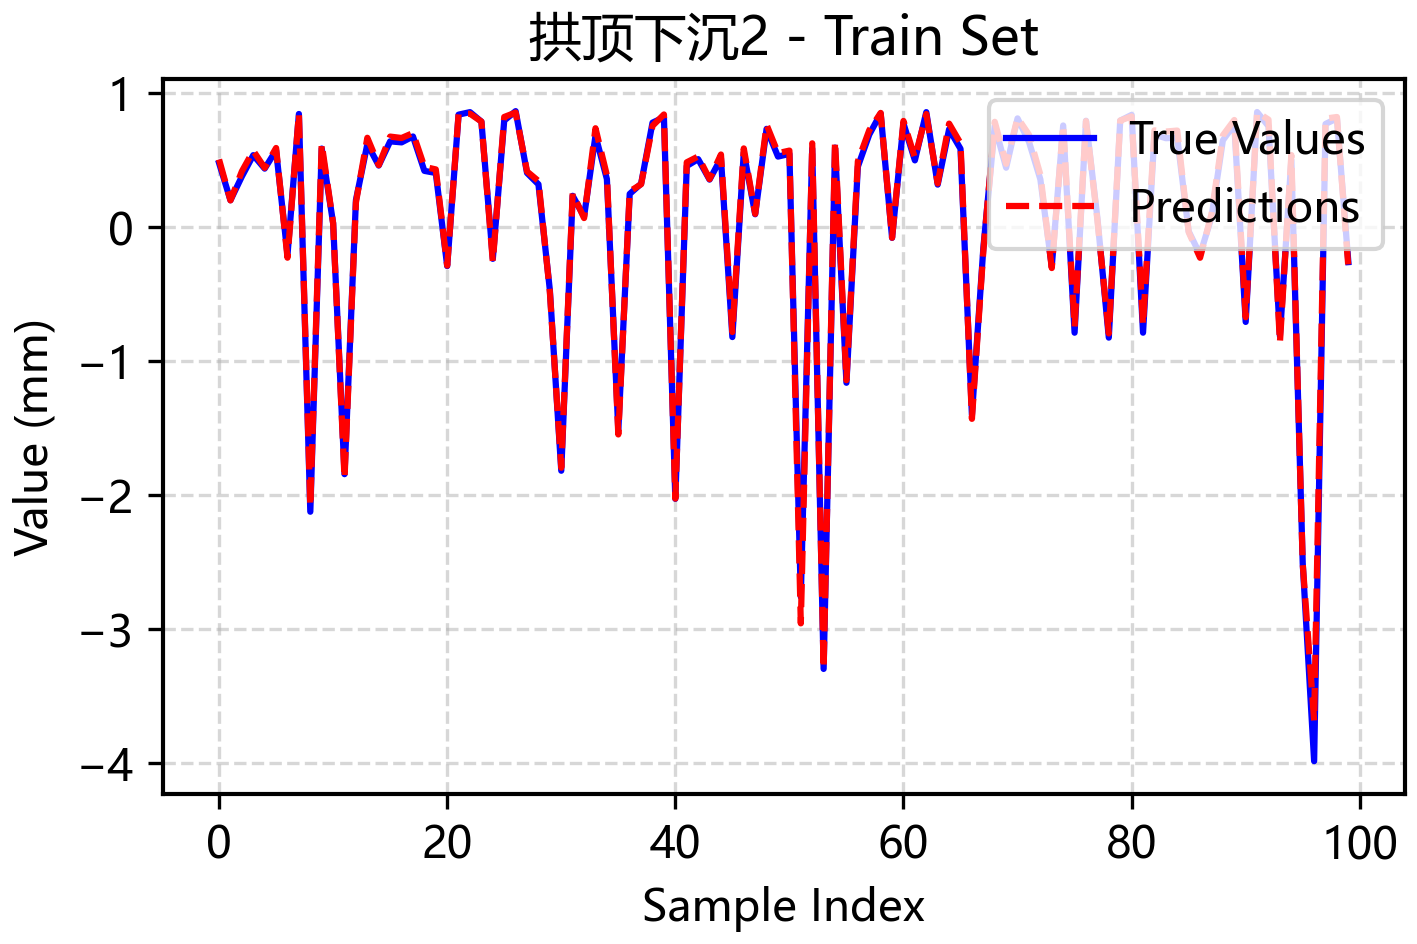 拱顶下沉2 - Train Set
1
0
−1
−2
−3
−4
Value (mm)
True Values
Predictions
0 20 40 60 80 100
Sample Index